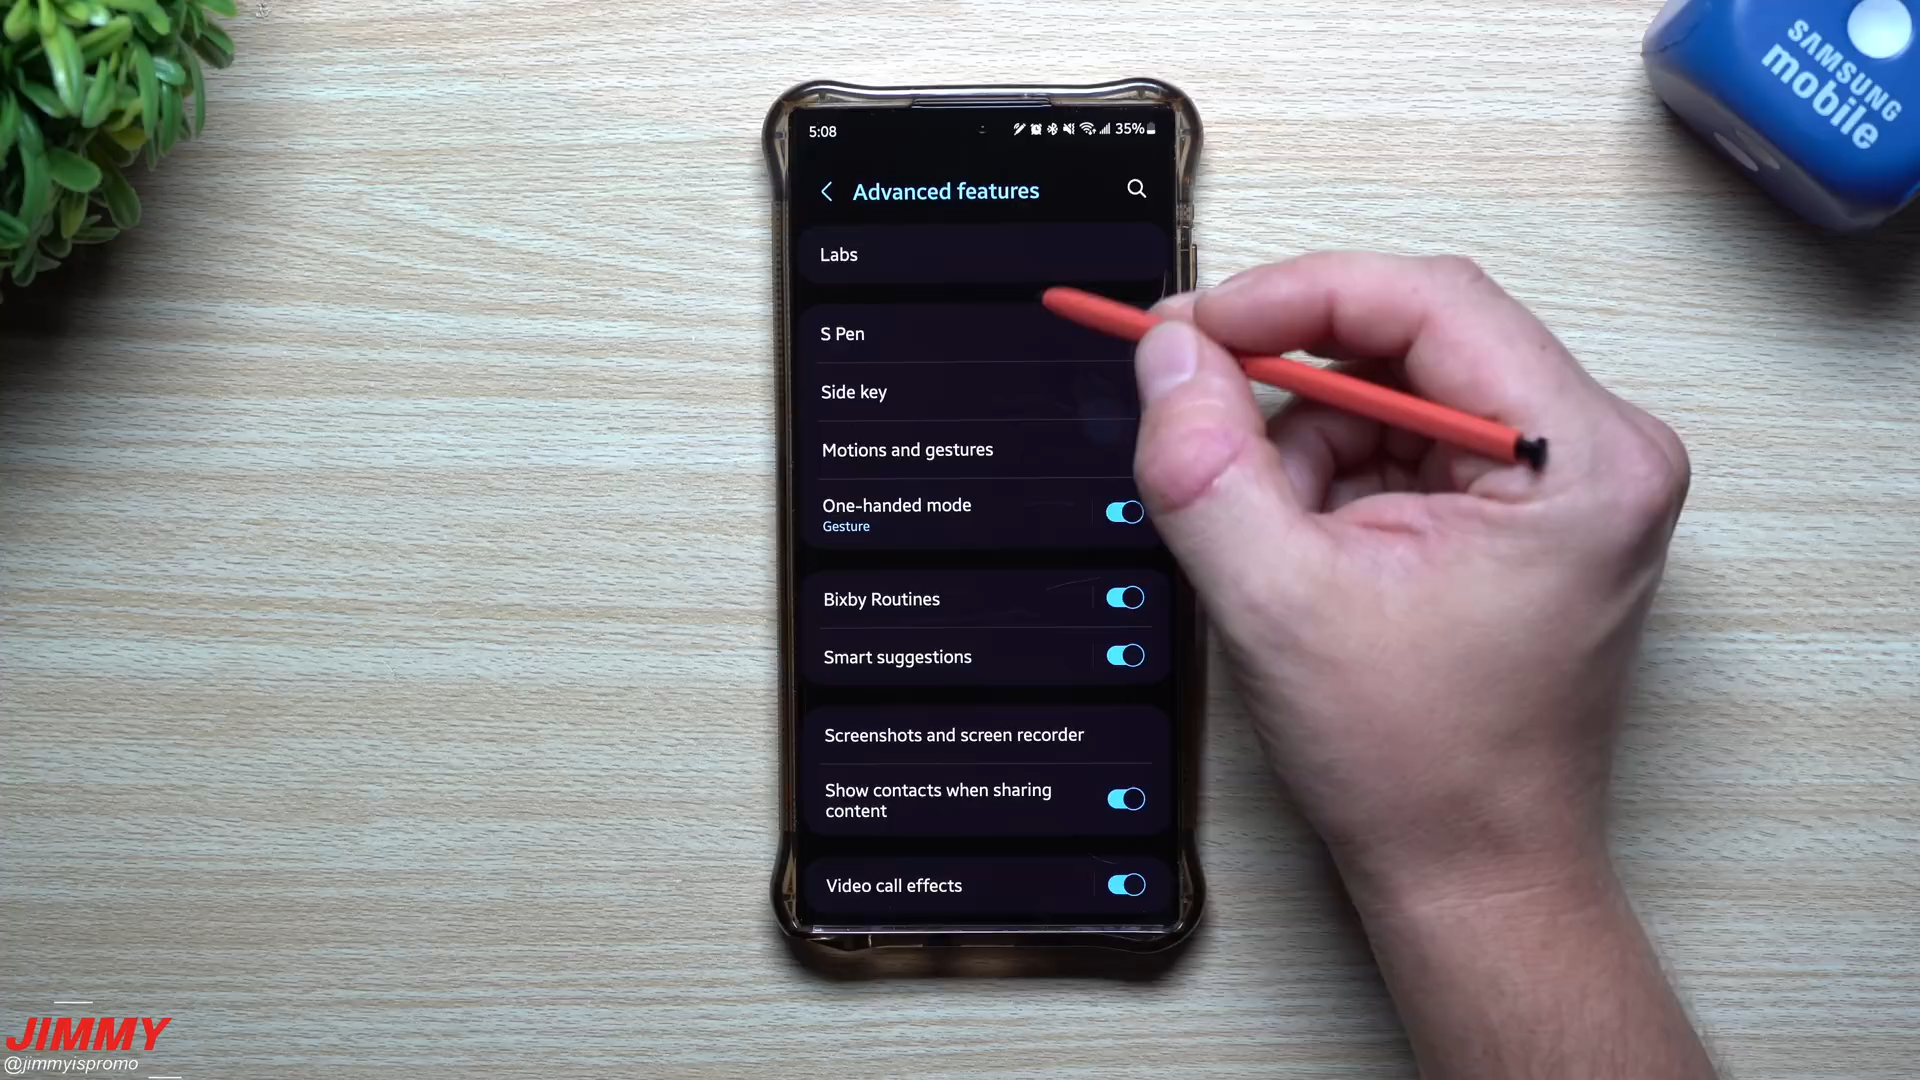 SAMSUNG
mobile
5:08
35%
Advanced features
Labs
S Pen
Side key
Motions and gestures
One-handed mode
Gesture
Bixby Routines
Smart suggestions
Screenshots and screen recorder
Show contacts when sharing
content
Video call effects
JIMMY
@jimmyispromo